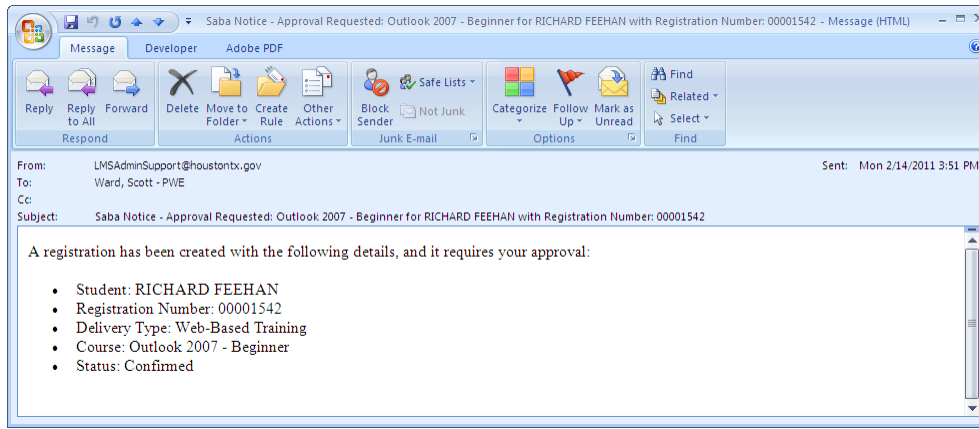 Saba Notice - Approval Requested: Outlook 2007 - Beginner for RICHARD FEEHAN with Registration Number: 00001542 - Message (HTML)
Message Developer Adobe PDF
Reply Reply to All Forward Delete Move to Folder Create Rule Other Actions Block Sender Safe Lists Not Junk Categorize Follow Up Mark as Unread Find Related Select
Respond Actions Junk E-mail Options Find
From: LMSAdminSupport@houstontx.gov Sent: Mon 2/14/2011 3:51 PM
To: Ward, Scott - PWE
Cc:
Subject: Saba Notice - Approval Requested: Outlook 2007 - Beginner for RICHARD FEEHAN with Registration Number: 00001542
A registration has been created with the following details, and it requires your approval:
• Student: RICHARD FEEHAN
• Registration Number: 00001542
• Delivery Type: Web-Based Training
• Course: Outlook 2007 - Beginner
• Status: Confirmed